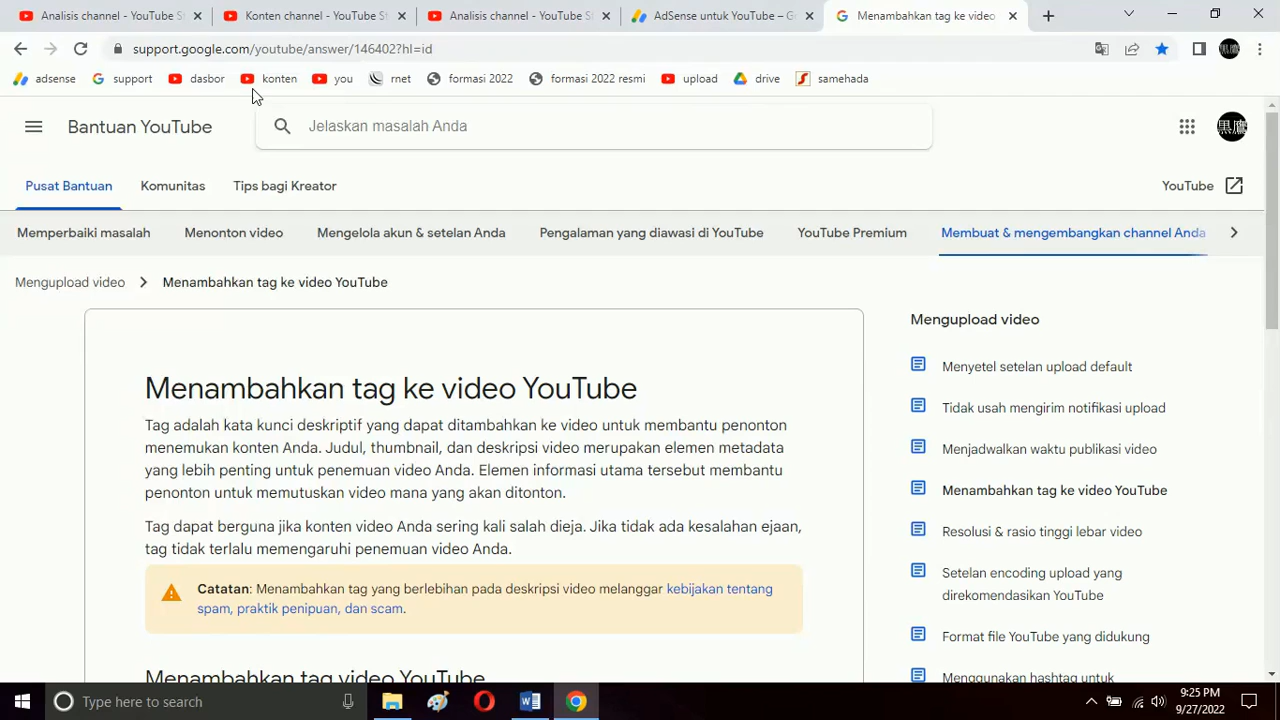 Analisis channel - YouTube St
Konten channel - YouTube St
Analisis channel - YouTube St
AdSense untuk YouTube – G
Menambahkan tag ke video
support.google.com/youtube/answer/146402?hl=id
adsense
support
dasbor
konten
you
rnet
formasi 2022
formasi 2022 resmi
upload
drive
samehada
Bantuan YouTube
Jelaskan masalah Anda
黒鷹
Pusat Bantuan
Komunitas
Tips bagi Kreator
YouTube
Memperbaiki masalah
Menonton video
Mengelola akun & setelan Anda
Pengalaman yang diawasi di YouTube
YouTube Premium
Membuat & mengembangkan channel Anda
Mengupload video
Menambahkan tag ke video YouTube
Menambahkan tag ke video YouTube
Tag adalah kata kunci deskriptif yang dapat ditambahkan ke video untuk membantu penonton
menemukan konten Anda. Judul, thumbnail, dan deskripsi video merupakan elemen metadata
yang lebih penting untuk penemuan video Anda. Elemen informasi utama tersebut membantu
penonton untuk memutuskan video mana yang akan ditonton.
Tag dapat berguna jika konten video Anda sering kali salah dieja. Jika tidak ada kesalahan ejaan,
tag tidak terlalu memengaruhi penemuan video Anda.
Catatan: Menambahkan tag yang berlebihan pada deskripsi video melanggar kebijakan tentang
spam, praktik penipuan, dan scam.
Menambahkan tag video YouTube
Mengupload video
Menyetel setelan upload default
Tidak usah mengirim notifikasi upload
Menjadwalkan waktu publikasi video
Menambahkan tag ke video YouTube
Resolusi & rasio tinggi lebar video
Setelan encoding upload yang
direkomendasikan YouTube
Format file YouTube yang didukung
Menggunakan hashtag untuk
Type here to search
9:25 PM
9/27/2022